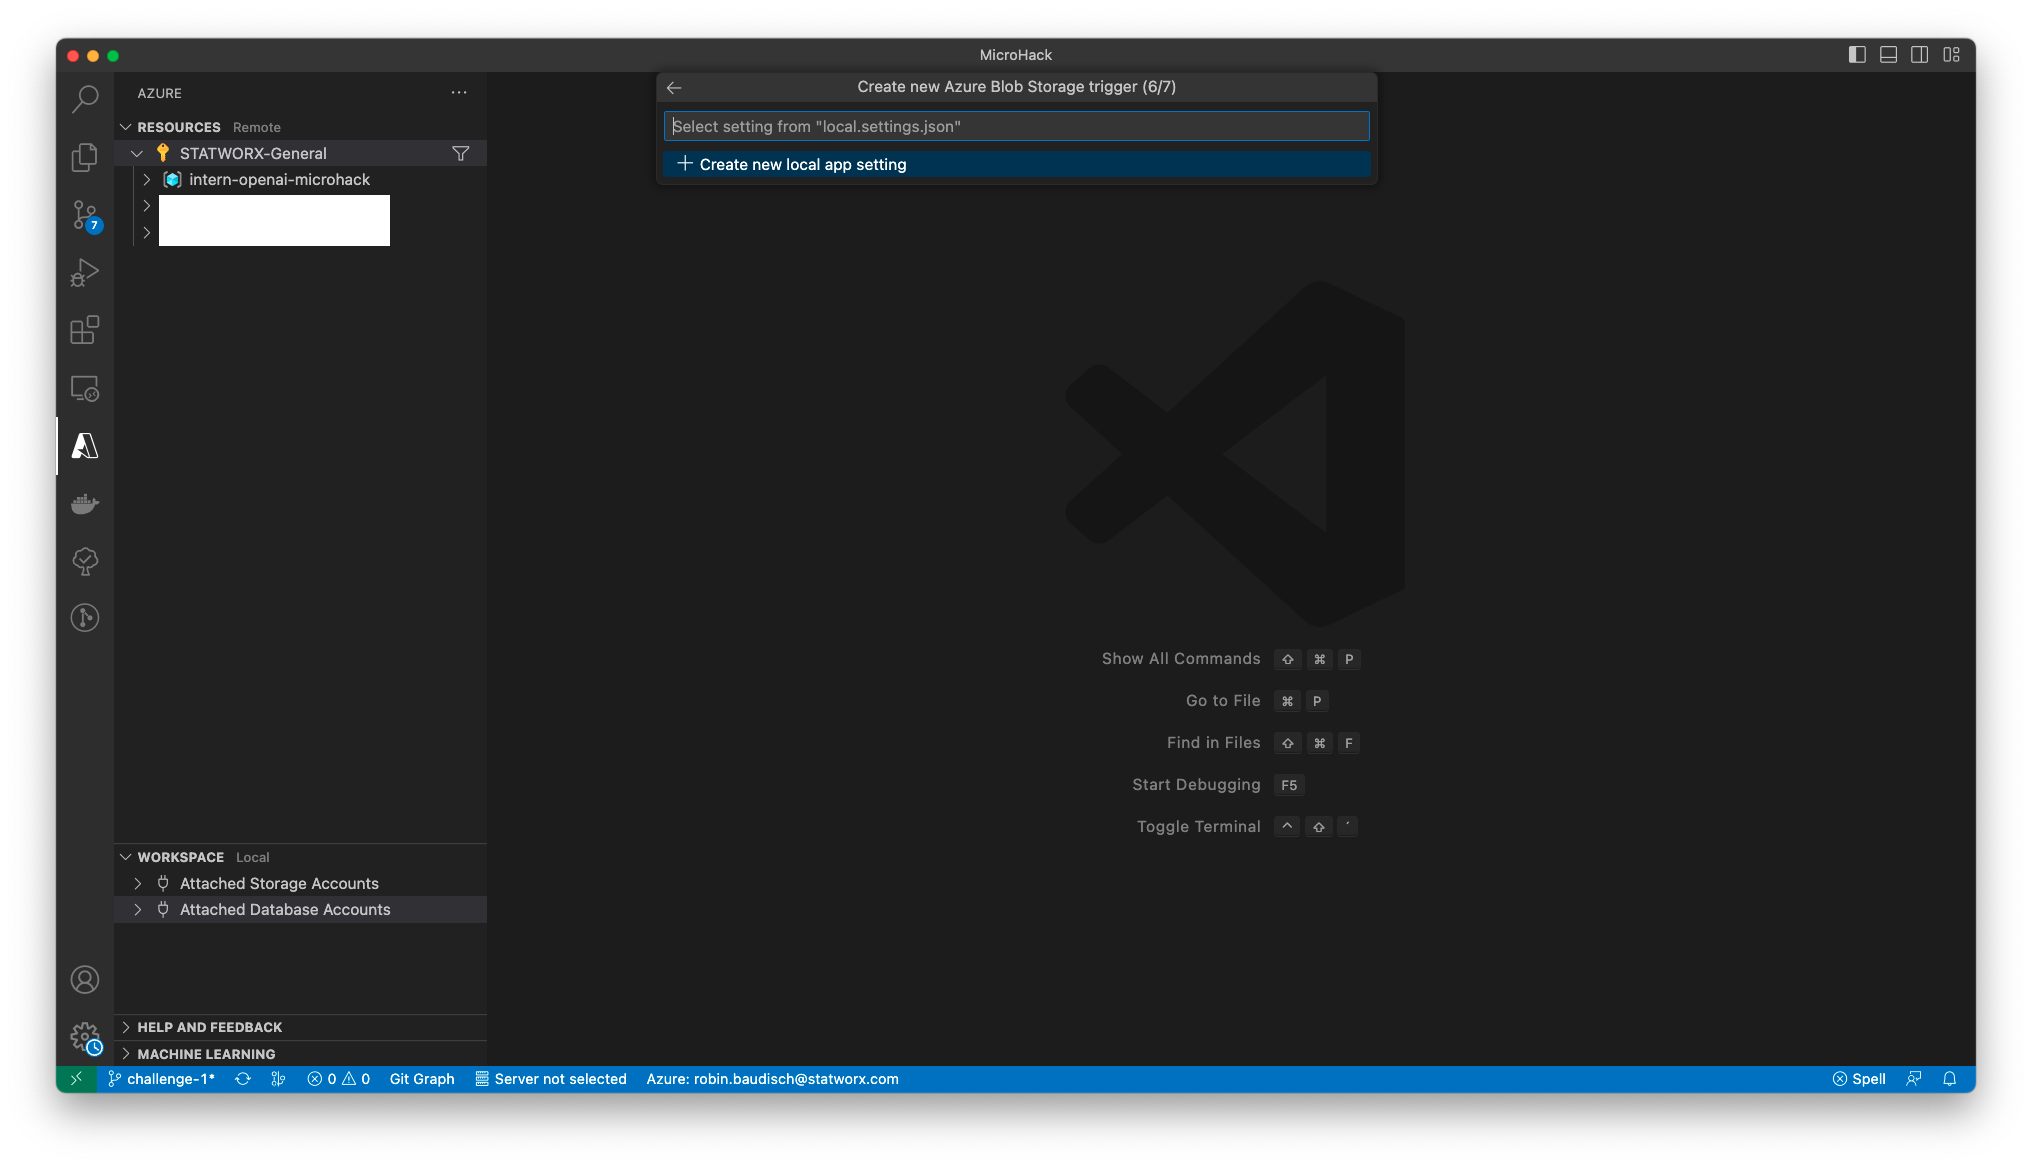 MicroHack
AZURE
RESOURCES Remote
STATWORX-General
intern-openai-microhack
Create new Azure Blob Storage trigger (6/7)
Select setting from "local.settings.json"
Create new local app setting
7
Show All Commands ⇧ ⌘ P
Go to File ⌘ P
Find in Files ⇧ ⌘ F
Start Debugging F5
Toggle Terminal ^ ⇧ ´
WORKSPACE Local
Attached Storage Accounts
Attached Database Accounts
HELP AND FEEDBACK
MACHINE LEARNING
challenge-1* 0 0 Git Graph Server not selected Azure: robin.baudisch@statworx.com Spell